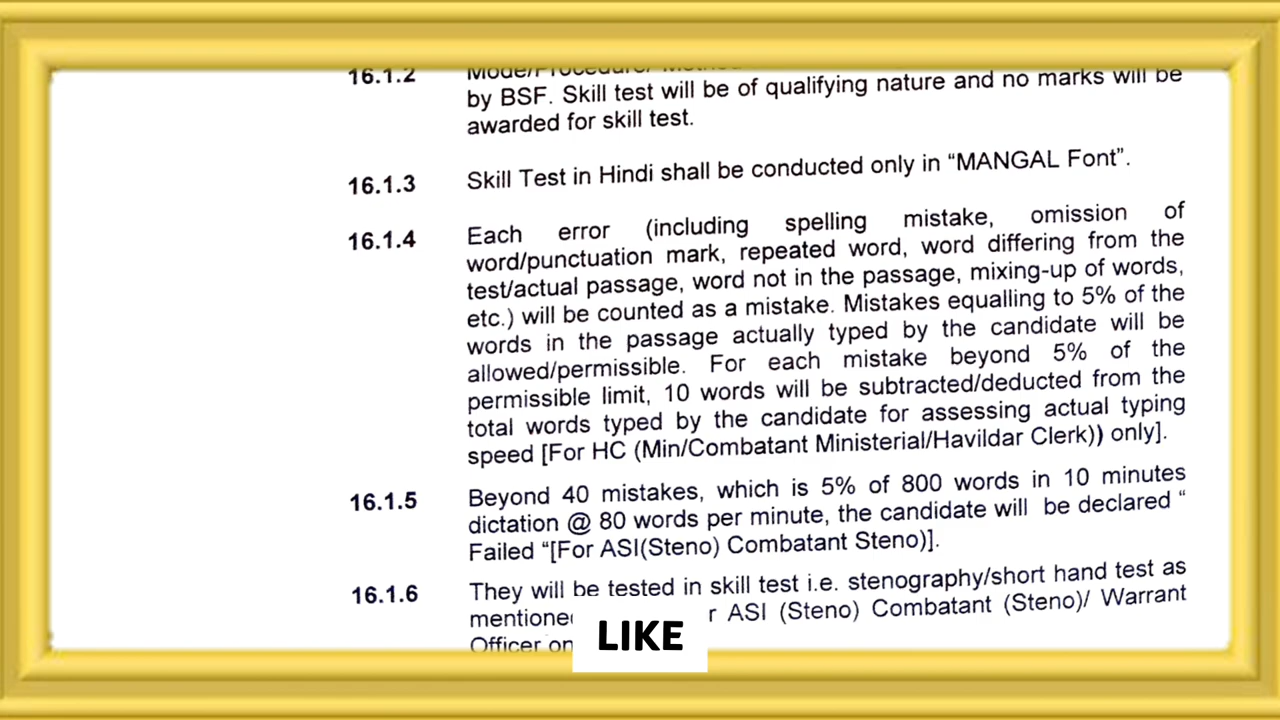 16.1.2 Mode/Procedure/
by BSF. Skill test will be of qualifying nature and no marks will be
awarded for skill test.
16.1.3 Skill Test in Hindi shall be conducted only in “MANGAL Font”.
16.1.4 Each error (including spelling mistake, omission of
word/punctuation mark, repeated word, word differing from the
test/actual passage, word not in the passage, mixing-up of words,
etc.) will be counted as a mistake. Mistakes equalling to 5% of the
words in the passage actually typed by the candidate will be
allowed/permissible. For each mistake beyond 5% of the
permissible limit, 10 words will be subtracted/deducted from the
total words typed by the candidate for assessing actual typing
speed [For HC (Min/Combatant Ministerial/Havildar Clerk)) only].
16.1.5 Beyond 40 mistakes, which is 5% of 800 words in 10 minutes
dictation @ 80 words per minute, the candidate will be declared “
Failed “[For ASI(Steno) Combatant Steno)].
16.1.6 They will be tested in skill test i.e. stenography/short hand test as
r ASI (Steno) Combatant (Steno)/ Warrant
Officer on
LIKE